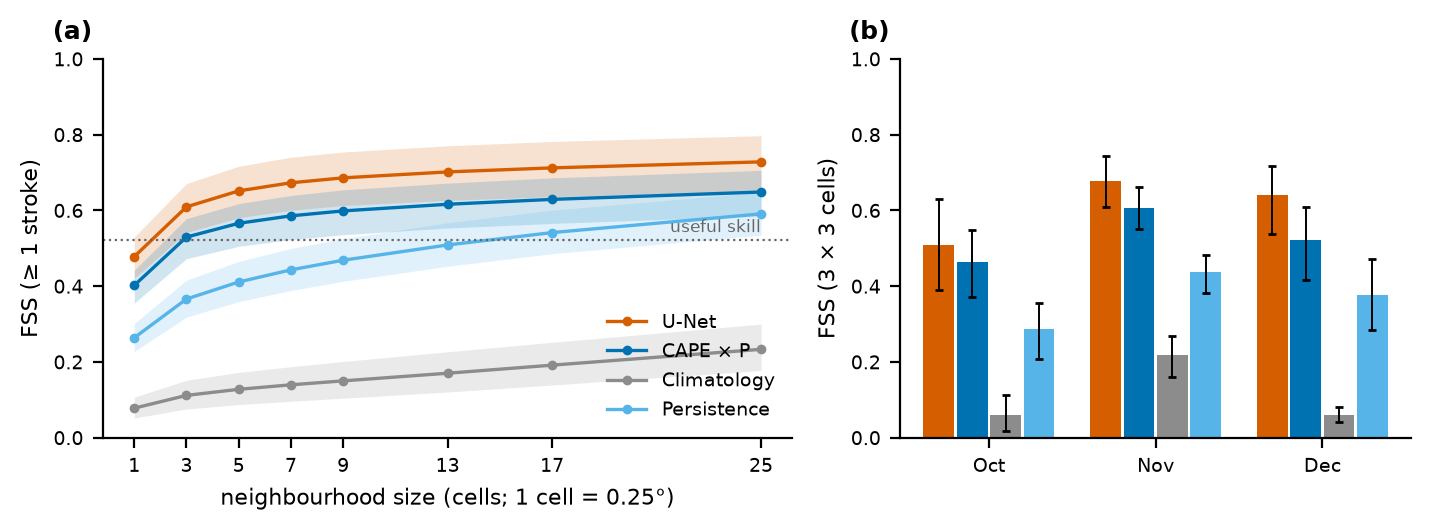 (a)
FSS (≥ 1 stroke)
1.0
0.8
0.6
0.4
0.2
0.0
useful skill
U-Net
CAPE × P
Climatology
Persistence
1 3 5 7 9 13 17 25
neighbourhood size (cells; 1 cell = 0.25°)
(b)
FSS (3 × 3 cells)
1.0
0.8
0.6
0.4
0.2
0.0
Oct Nov Dec